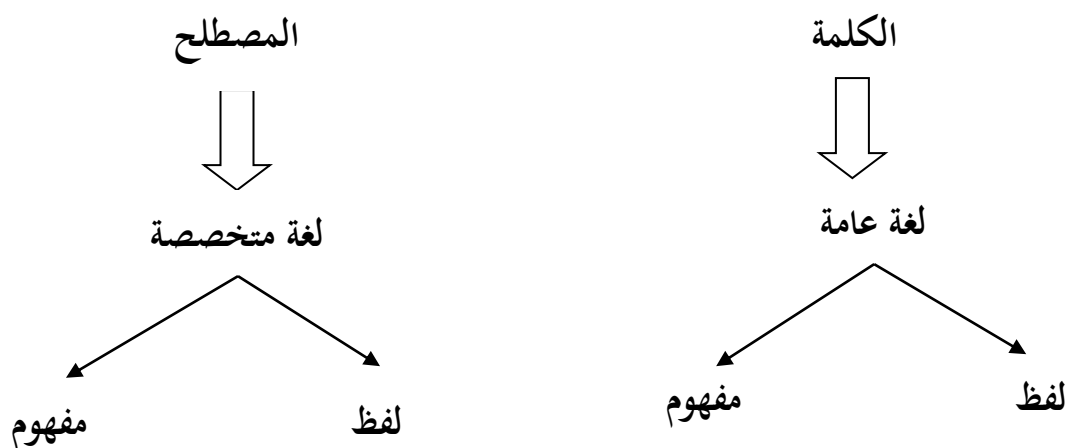 الكلمة
المصطلح
لغة عامة
لغة متخصصة
لفظ
مفهوم
لفظ
مفهوم